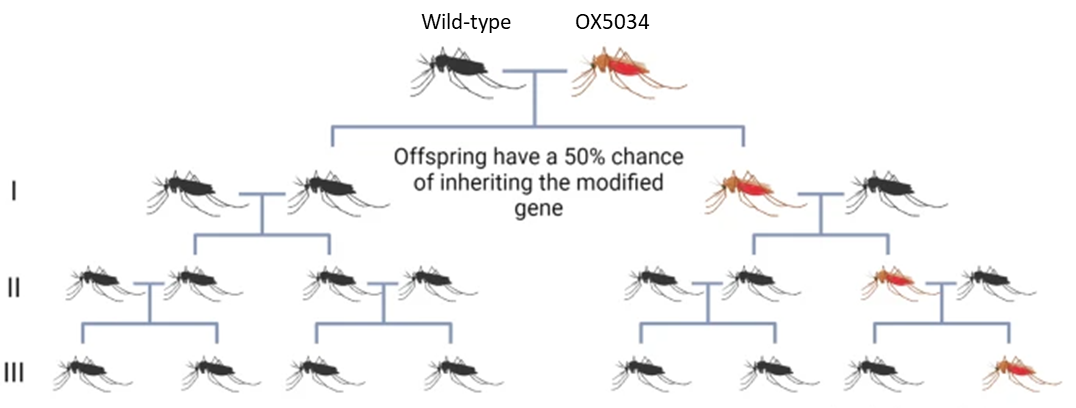 Wild-type OX5034
Offspring have a 50% chance
of inheriting the modified
gene
I
II
III